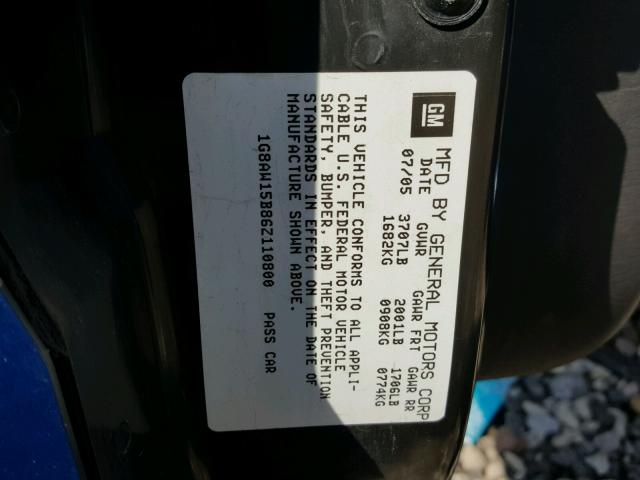 GM
MFD BY GENERAL MOTORS CORP
DATE GVWR GAWR FRT GAWR RR
07/05 3707LB 2001LB 1706LB
1682KG 0908KG 0774KG
THIS VEHICLE CONFORMS TO ALL APPLI-
CABLE U.S. FEDERAL MOTOR VEHICLE
SAFETY, BUMPER, AND THEFT PREVENTION
STANDARDS IN EFFECT ON THE DATE OF
MANUFACTURE SHOWN ABOVE.
1G8AW15B86Z110800 PASS CAR